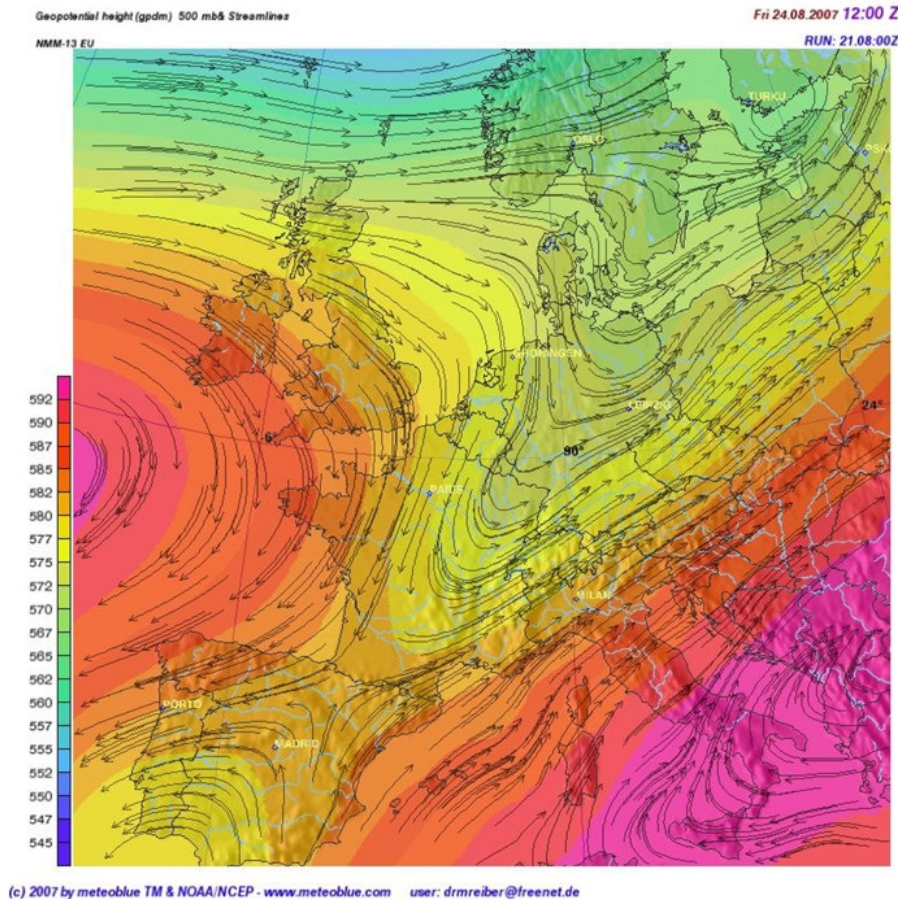 Geopotential height (gpdm) 500 mb& Streamlines
Fri 24.08.2007 12:00 Z
NMM-13 EU
RUN: 21.08:00Z
TURKU
OSLO
GRONINGEN
LEIPZIG
24°
6°
90°
PARIS
MILAN
PORTO
MADRID
592
590
587
585
582
580
577
575
572
570
567
565
562
560
557
555
552
550
547
545
(c) 2007 by meteoblue TM & NOAA/NCEP - www.meteoblue.com user: drmreiber@freenet.de